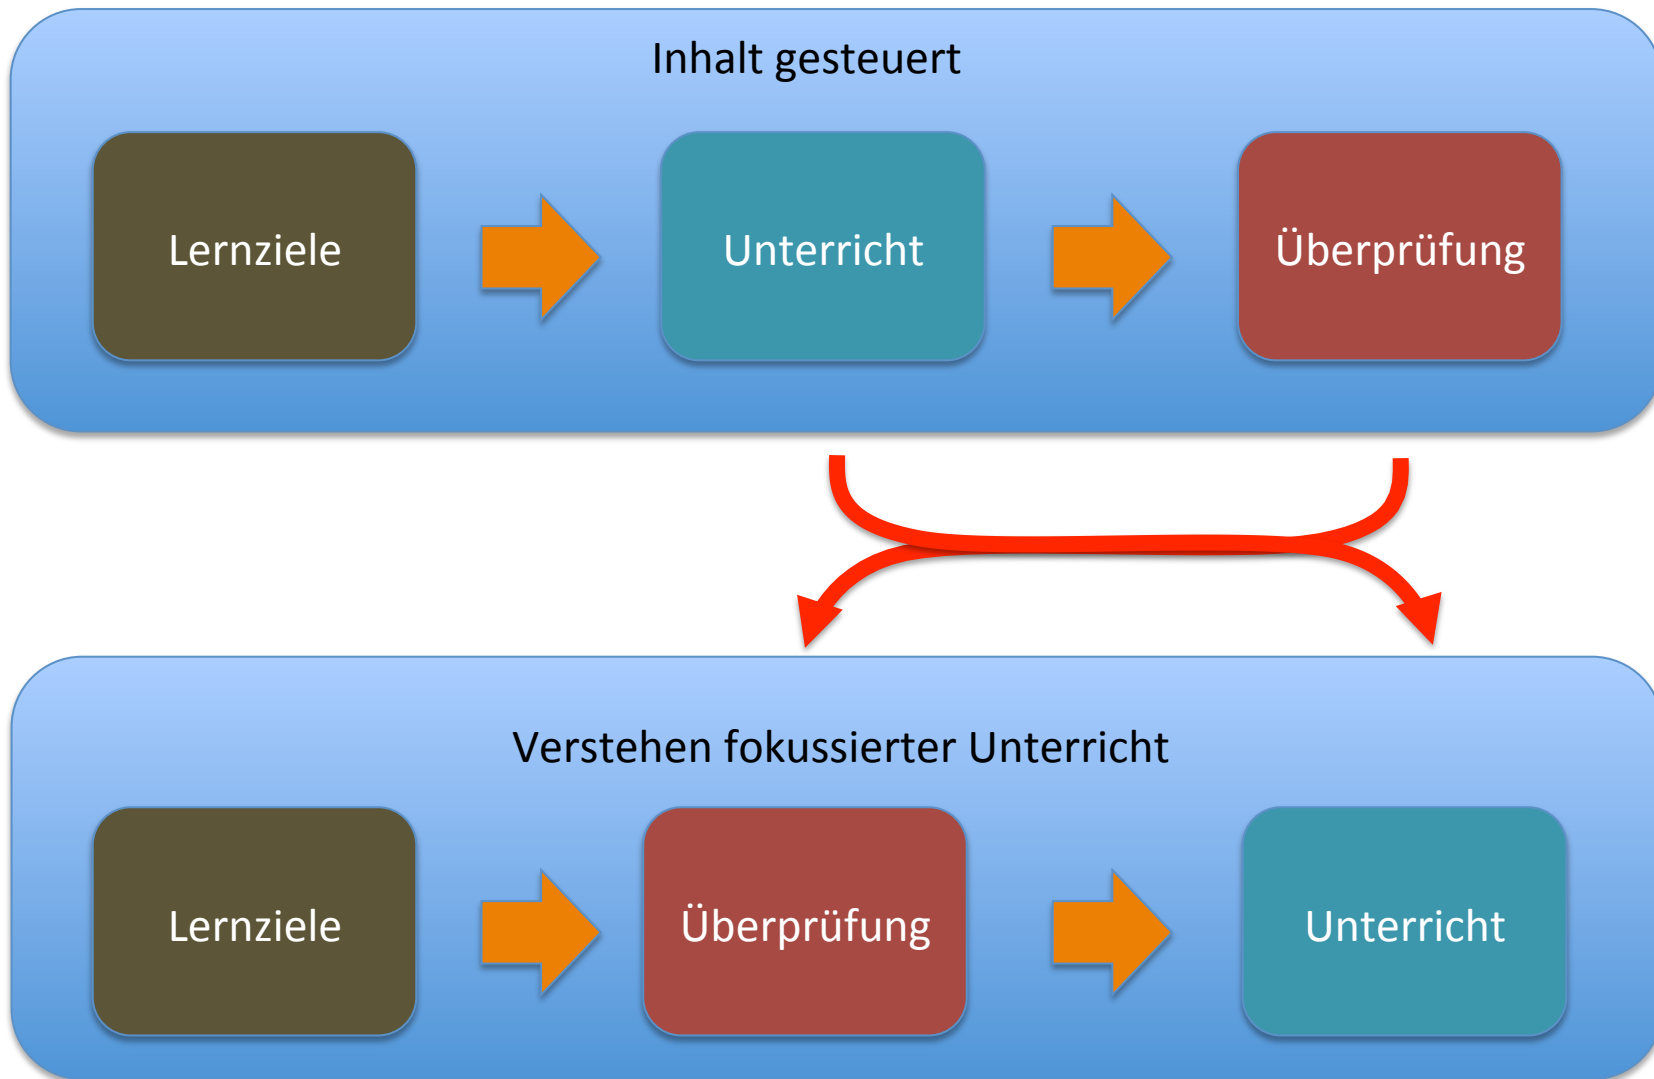 Inhalt gesteuert
Lernziele
Unterricht
Überprüfung
Verstehen fokussierter Unterricht
Lernziele
Überprüfung
Unterricht